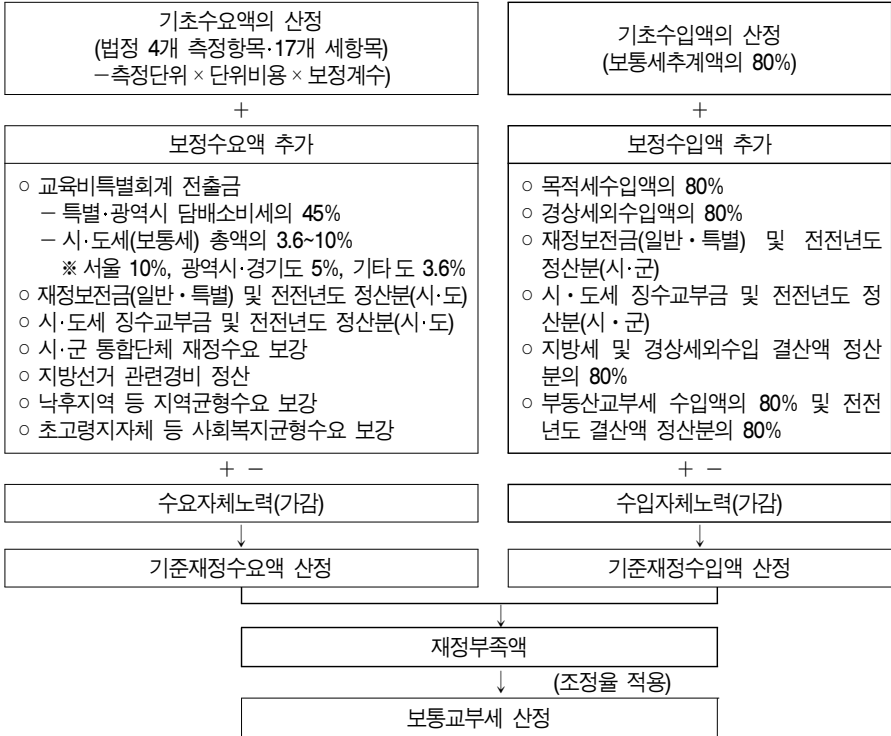 기초수요액의 산정
(법정 4개 측정항목·17개 세항목)
－측정단위 × 단위비용 × 보정계수)
+
보정수요액 추가
○ 교육비특별회계 전출금
－ 특별·광역시 담배소비세의 45%
－ 시·도세(보통세) 총액의 3.6~10%
※ 서울 10%, 광역시·경기도 5%, 기타 도 3.6%
○ 재정보전금(일반·특별) 및 전전년도 정산분(시·도)
○ 시·도세 징수교부금 및 전전년도 정산분(시·도)
○ 시·군 통합단체 재정수요 보강
○ 지방선거 관련경비 정산
○ 낙후지역 등 지역균형수요 보강
○ 초고령지자체 등 사회복지균형수요 보강
+ －
수요자체노력(가감)
↓
기준재정수요액 산정
기초수입액의 산정
(보통세추계액의 80%)
+
보정수입액 추가
○ 목적세수입액의 80%
○ 경상세외수입액의 80%
○ 재정보전금(일반·특별) 및 전전년도
정산분(시·군)
○ 시·도세 징수교부금 및 전전년도 정
산분(시·군)
○ 지방세 및 경상세외수입 결산액 정산
분의 80%
○ 부동산교부세 수입액의 80% 및 전전
년도 결산액 정산분의 80%
+ －
수입자체노력(가감)
↓
기준재정수입액 산정
↓
재정부족액
↓ (조정율 적용)
보통교부세 산정